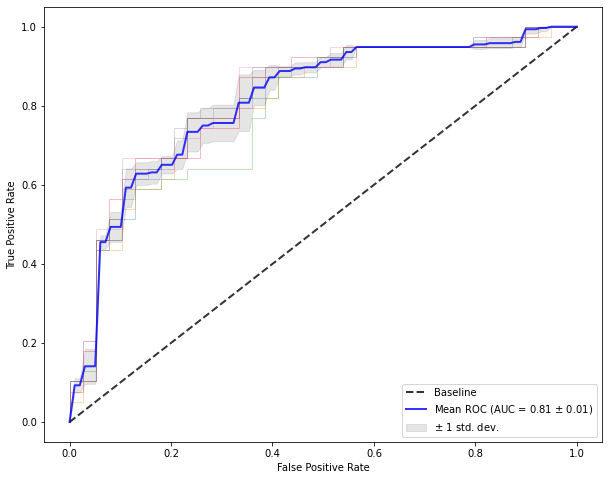 1.0
0.8
0.6
0.4
0.2
0.0
True Positive Rate
Baseline
Mean ROC (AUC = 0.81 ± 0.01)
± 1 std. dev.
0.0 0.2 0.4 0.6 0.8 1.0
False Positive Rate